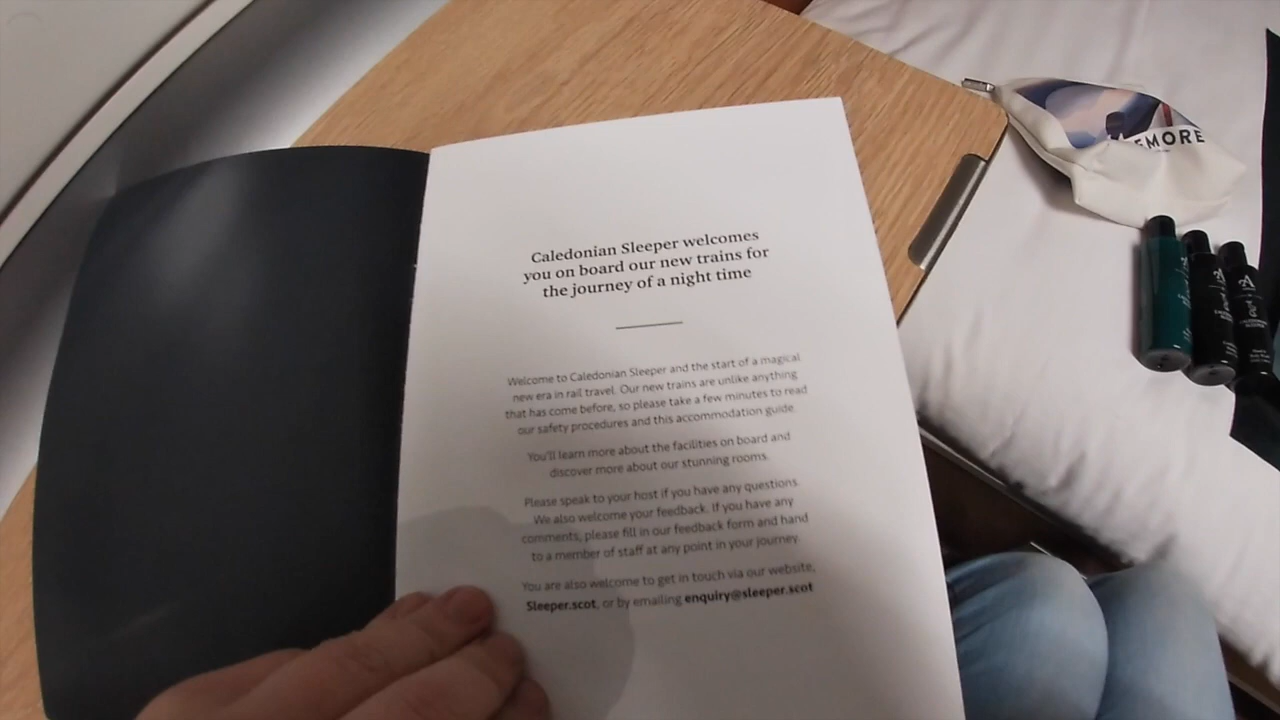 Caledonian Sleeper welcomes
you on board our new trains for
the journey of a night time
Welcome to Caledonian Sleeper and the start of a magical
new era in rail travel. Our new trains are unlike anything
that has come before, so please take a few minutes to read
our safety procedures and this accommodation guide.
You'll learn more about the facilities on board and
discover more about our stunning rooms.
Please speak to your host if you have any questions.
We also welcome your feedback. If you have any
comments, please fill in our feedback form and hand
to a member of staff at any point in your journey.
You are also welcome to get in touch via our website,
Sleeper.scot, or by emailing enquiry@sleeper.scot